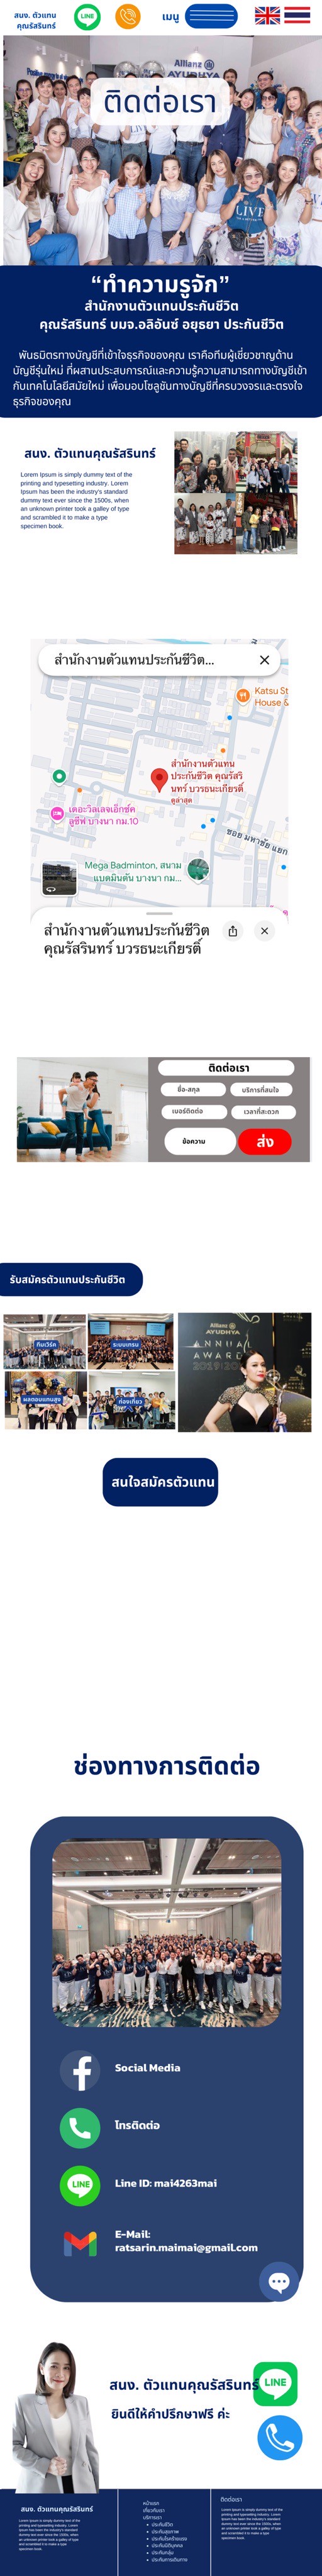 สนง. ตัวแทน
คุณรัสรินทร์
LINE
เมนู
Allianz
AYUDHYA
ติดต่อเรา
LIVE
“ทำความรู้จัก”
สำนักงานตัวแทนประกันชีวิต
คุณรัสรินทร์ บมจ.อลิอันซ์ อยุธยา ประกันชีวิต
พันธมิตรทางบัญชีที่เข้าใจธุรกิจของคุณ เราคือทีมผู้เชี่ยวชาญด้าน
บัญชีรุ่นใหม่ ที่ผสานประสบการณ์และความรู้ความสามารถทางบัญชีเข้า
กับเทคโนโลยีสมัยใหม่ เพื่อมอบโซลูชันทางบัญชีที่ครบวงจรและตรงใจ
ธุรกิจของคุณ
สนง. ตัวแทนคุณรัสรินทร์
Lorem Ipsum is simply dummy text of the
printing and typesetting industry. Lorem
Ipsum has been the industry's standard
dummy text ever since the 1500s, when
an unknown printer took a galley of type
and scrambled it to make a type
specimen book.
สำนักงานตัวแทนประกันชีวิต...
Katsu St
House &
สำนักงานตัวแทน
ประกันชีวิต คุณรัสริ
นทร์ บวรธนะเกียรติ์
ดูล่าสุด
เดอะวิลเลจเอ็กซ์ค
ลูซีฟ บางนา กม.10
ซอย มหาชัย แยก
Mega Badminton, สนาม
แบดมินตัน บางนา กม...
สำนักงานตัวแทนประกันชีวิต
คุณรัสรินทร์ บวรธนะเกียรติ์
ติดต่อเรา
ชื่อ-สกุล
บริการที่สนใจ
เบอร์ติดต่อ
เวลาที่สะดวก
ข้อความ
ส่ง
รับสมัครตัวแทนประกันชีวิต
ทีมเวิร์ค
ระบบเทรน
ผลตอบแทนสูง
ท่องเที่ยว
Allianz
AYUDHYA
ANNUAL
AWARD
2019/20
สนใจสมัครตัวแทน
ช่องทางการติดต่อ
Social Media
โทรติดต่อ
LINE
Line ID: mai4263mai
E-Mail:
ratsarin.maimai@gmail.com
สนง. ตัวแทนคุณรัสรินทร์
LINE
ยินดีให้คำปรึกษาฟรี ค่ะ
สนง. ตัวแทนคุณรัสรินทร์
Lorem Ipsum is simply dummy text of the
printing and typesetting industry. Lorem
Ipsum has been the industry's standard
dummy text ever since the 1500s, when
an unknown printer took a galley of type
and scrambled it to make a type
specimen book.
หน้าแรก
เกี่ยวกับเรา
บริการเรา
ประกันชีวิต
ประกันสุขภาพ
ประกันโรคร้ายแรง
ประกันนิติบุคคล
ประกันกลุ่ม
ประกันการเดินทาง
ติดต่อเรา
Lorem Ipsum is simply dummy text of the
printing and typesetting industry. Lorem
Ipsum has been the industry's standard
dummy text ever since the 1500s, when
an unknown printer took a galley of type
and scrambled it to make a type
specimen book.